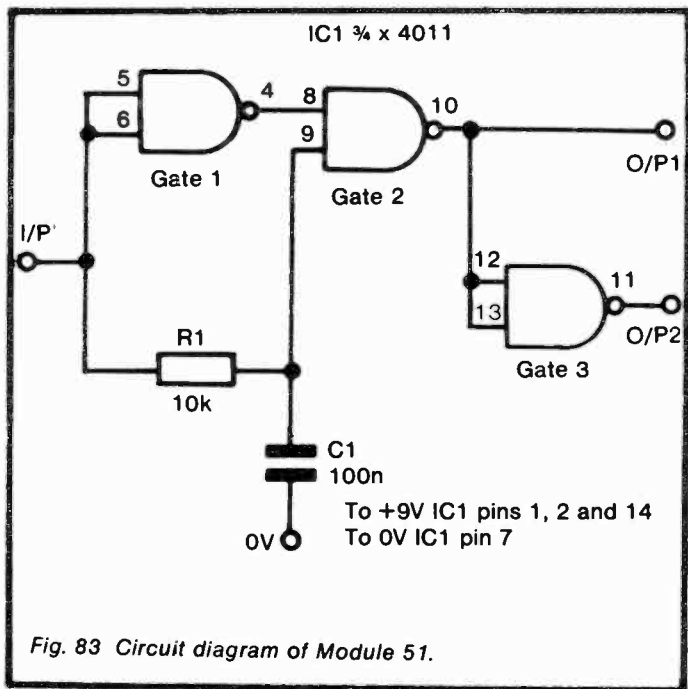 IC1 ¾ x 4011
5
4
8
10
6
9
Gate 1
Gate 2
O/P1
I/P
12
11
13
R1
O/P2
10k
Gate 3
C1
100n
To +9V IC1 pins 1, 2 and 14
0V
To 0V IC1 pin 7
Fig. 83 Circuit diagram of Module 51.